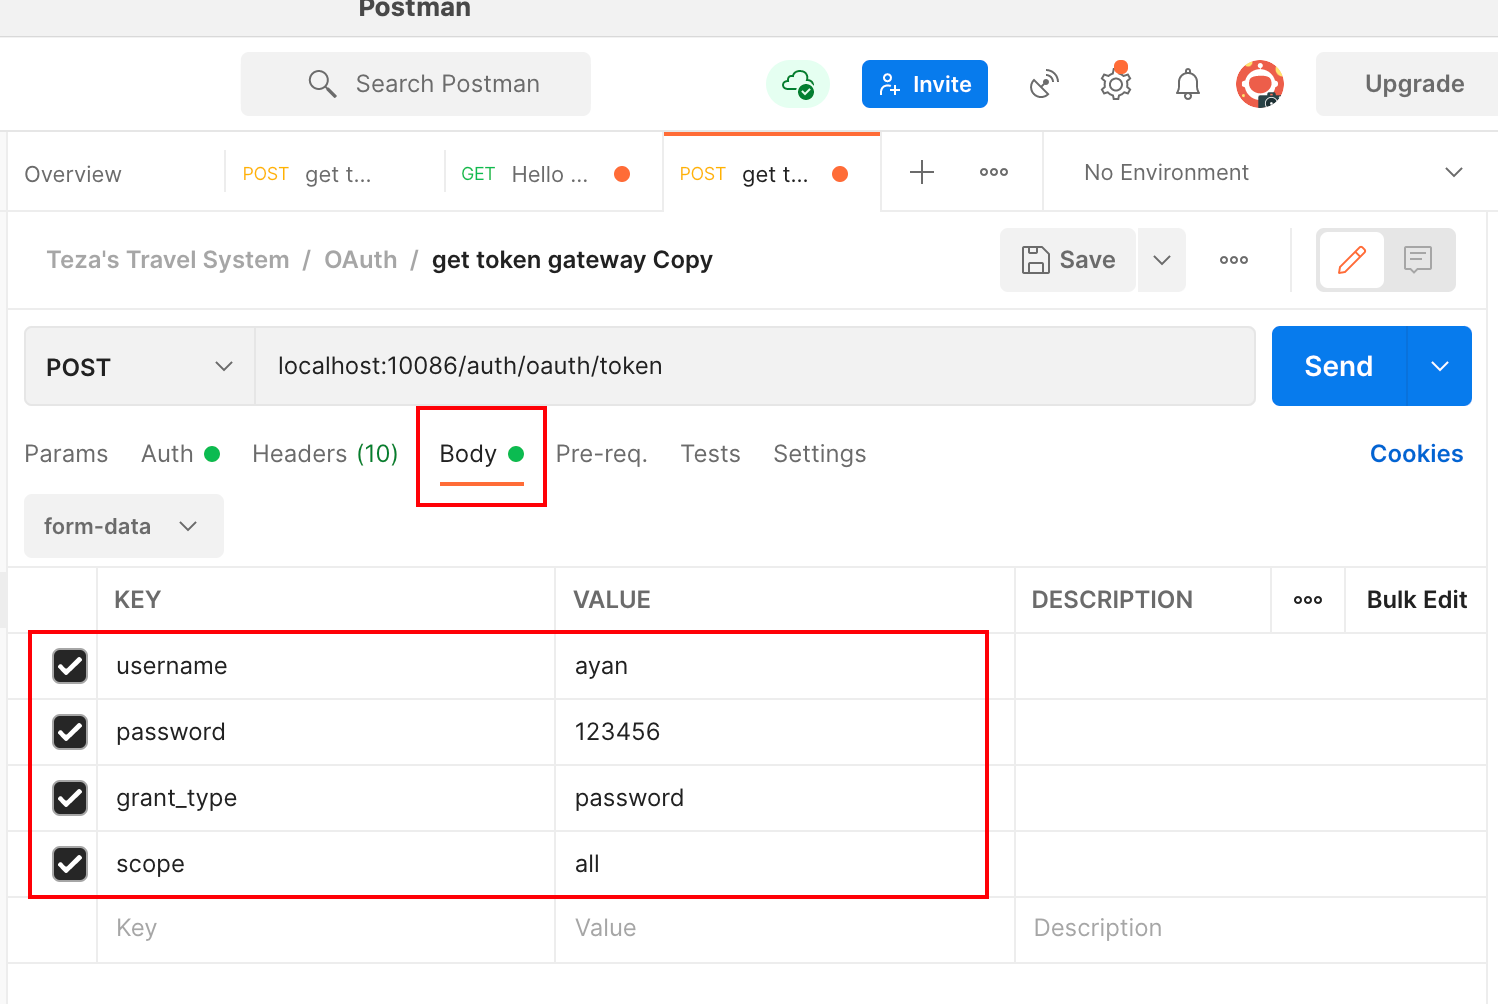 Postman
Search Postman
Invite
Upgrade
Overview
POST get t...
GET Hello ...
POST get t...
No Environment
Teza's Travel System / OAuth / get token gateway Copy
Save
POST
localhost:10086/auth/oauth/token
Send
Params Auth Headers (10) Body Pre-req. Tests Settings Cookies
form-data
KEY VALUE DESCRIPTION Bulk Edit
username ayan
password 123456
grant_type password
scope all
Key Value Description